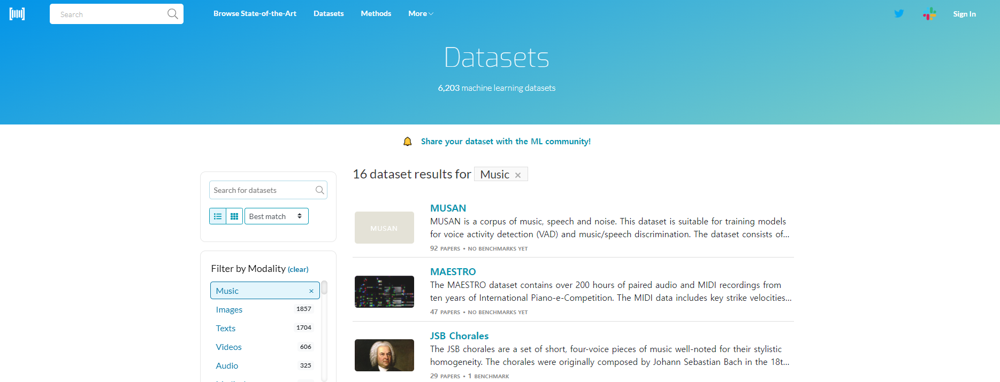 Search
Browse State-of-the-Art
Datasets
Methods
More
Sign In
Datasets
6,203 machine learning datasets
Share your dataset with the ML community!
Search for datasets
Best match
Filter by Modality (clear)
Music ×
Images 1857
Texts 1704
Videos 606
Audio 325
16 dataset results for Music ×
MUSAN
MUSAN
MUSAN is a corpus of music, speech and noise. This dataset is suitable for training models
for voice activity detection (VAD) and music/speech discrimination. The dataset consists of...
92 PAPERS • NO BENCHMARKS YET
MAESTRO
The MAESTRO dataset contains over 200 hours of paired audio and MIDI recordings from
ten years of International Piano-e-Competition. The MIDI data includes key strike velocities...
47 PAPERS • NO BENCHMARKS YET
JSB Chorales
The JSB chorales are a set of short, four-voice pieces of music well-noted for their stylistic
homogeneity. The chorales were originally composed by Johann Sebastian Bach in the 18t...
29 PAPERS • 1 BENCHMARK